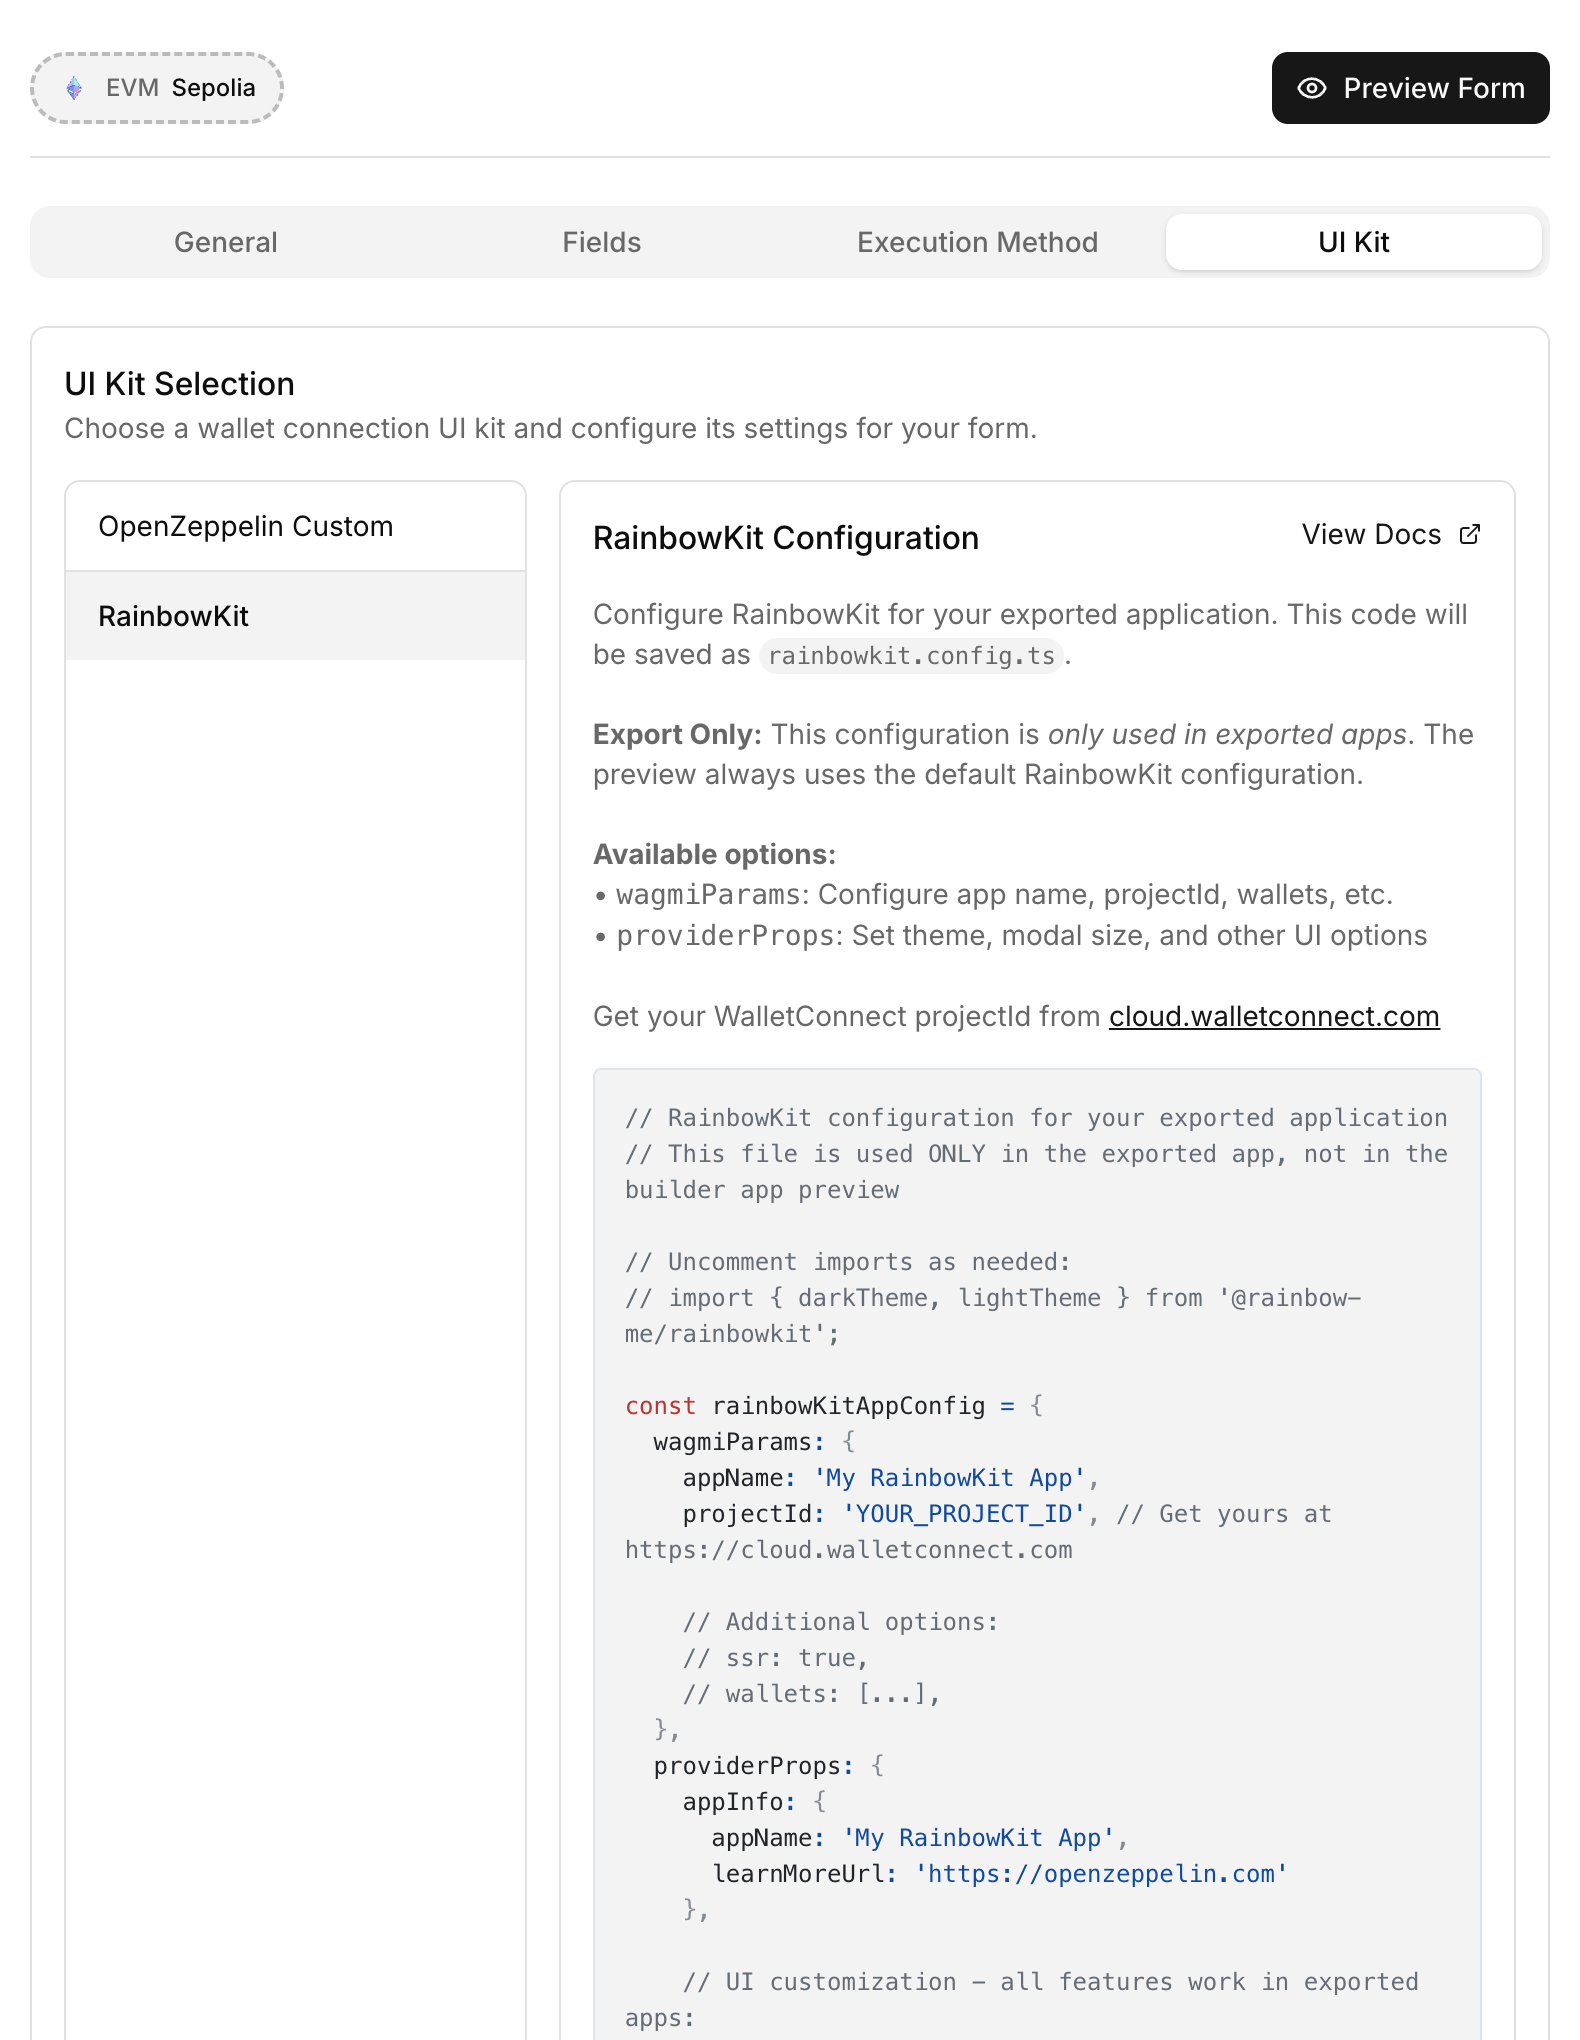 EVM Sepolia
Preview Form
General
Fields
Execution Method
UI Kit
UI Kit Selection
Choose a wallet connection UI kit and configure its settings for your form.
OpenZeppelin Custom
RainbowKit
RainbowKit Configuration
View Docs
Configure RainbowKit for your exported application. This code will
be saved as rainbowkit.config.ts.
Export Only: This configuration is only used in exported apps. The
preview always uses the default RainbowKit configuration.
Available options:
• wagmiParams: Configure app name, projectId, wallets, etc.
• providerProps: Set theme, modal size, and other UI options
Get your WalletConnect projectId from cloud.walletconnect.com
// RainbowKit configuration for your exported application
// This file is used ONLY in the exported app, not in the
builder app preview
// Uncomment imports as needed:
// import { darkTheme, lightTheme } from '@rainbow-
me/rainbowkit';
const rainbowKitAppConfig = {
  wagmiParams: {
    appName: 'My RainbowKit App',
    projectId: 'YOUR_PROJECT_ID', // Get yours at
https://cloud.walletconnect.com
    // Additional options:
    // ssr: true,
    // wallets: [...],
  },
  providerProps: {
    appInfo: {
      appName: 'My RainbowKit App',
      learnMoreUrl: 'https://openzeppelin.com'
    },
    // UI customization - all features work in exported
apps: